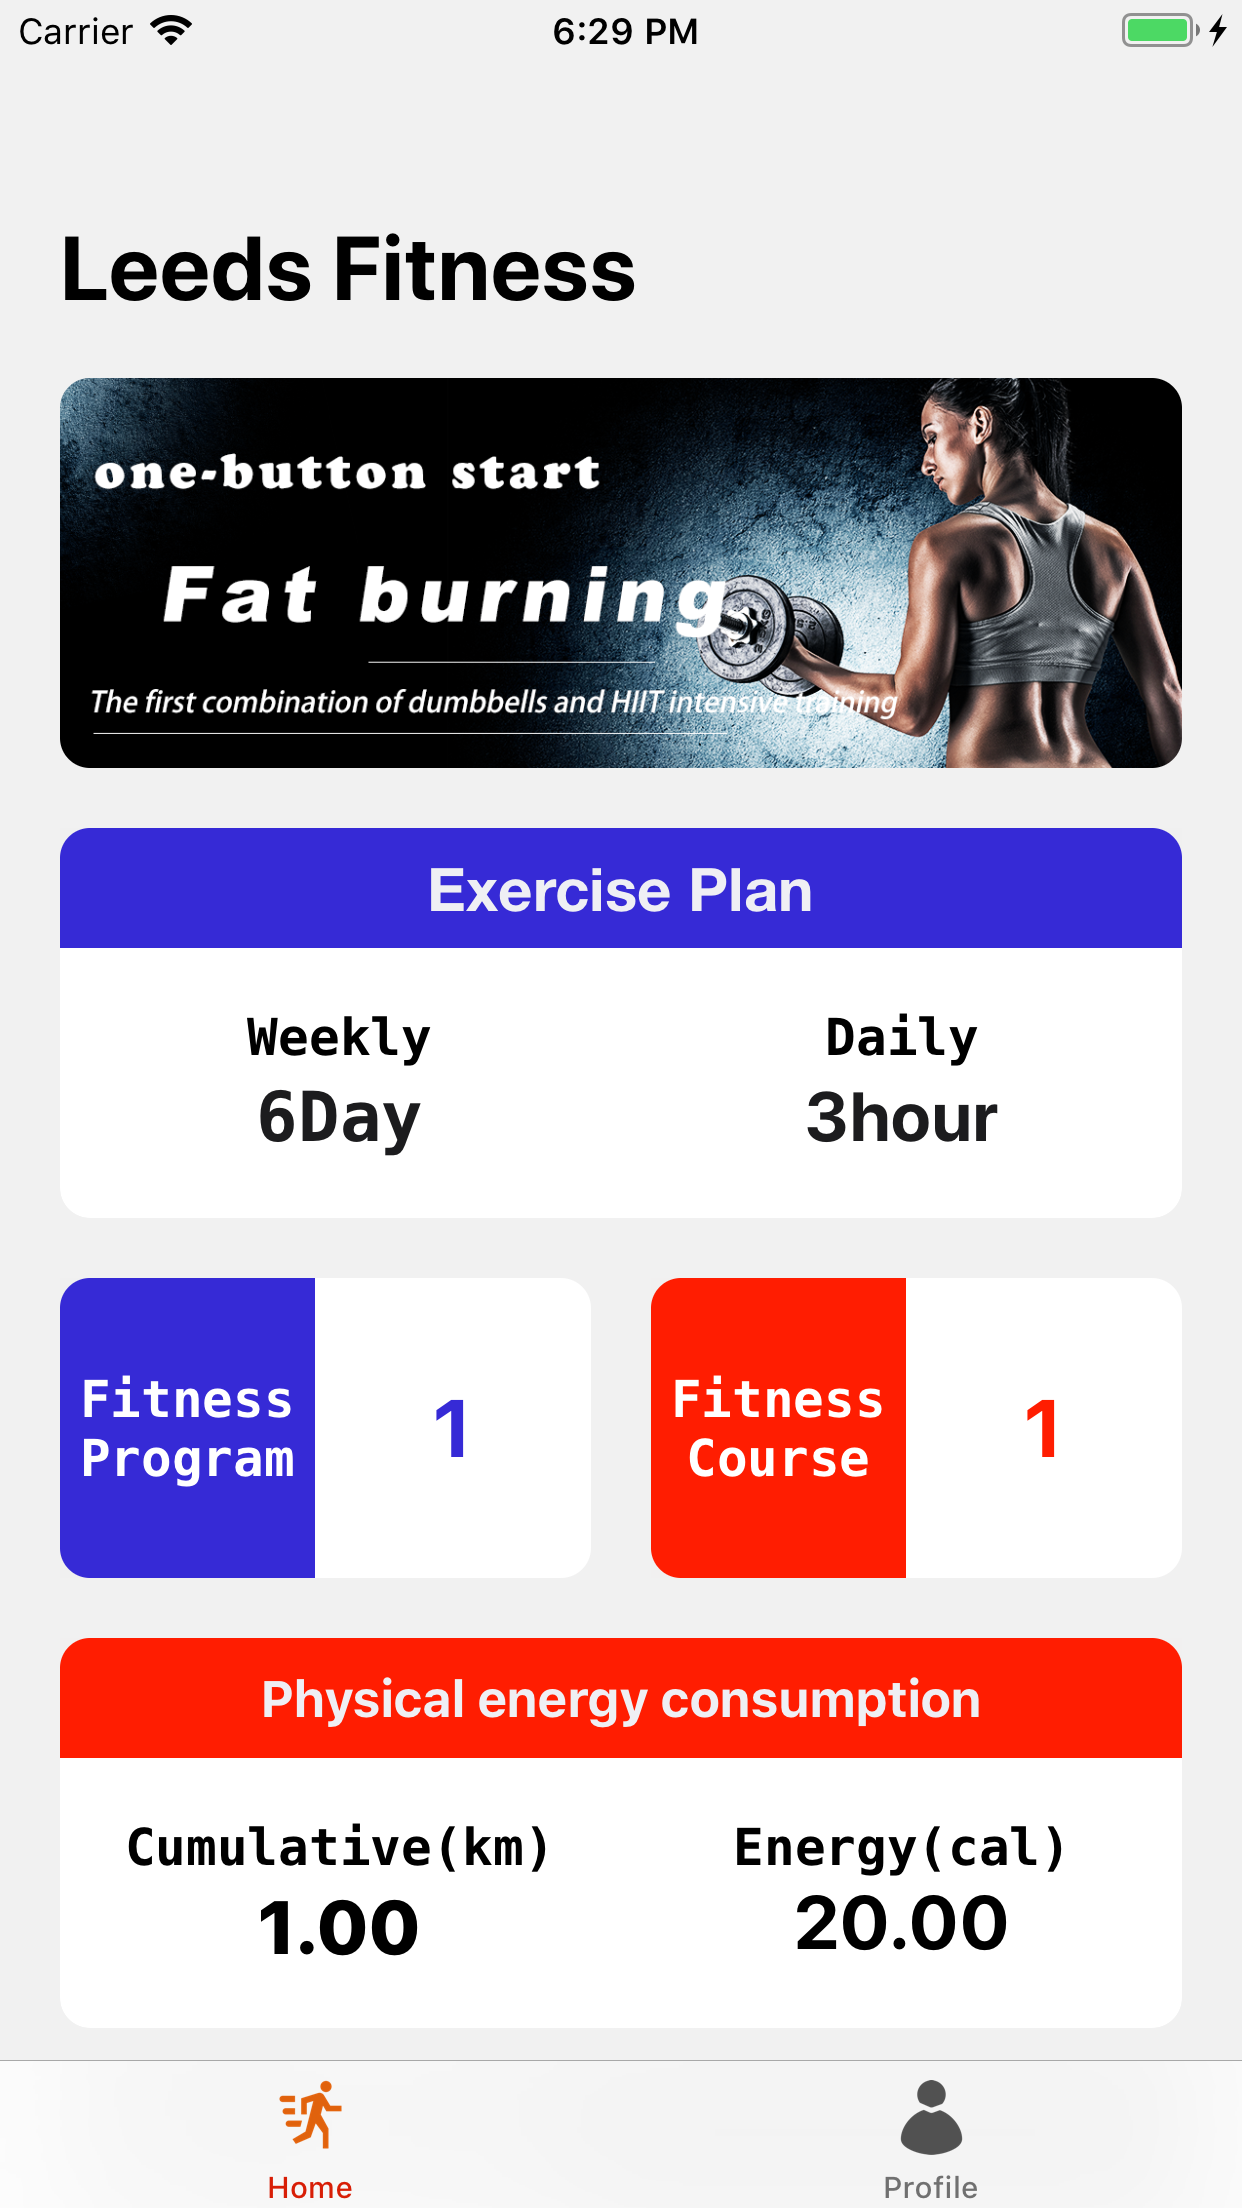 Carrier 6:29 PM
Leeds Fitness
one-button start
Fat burning
The first combination of dumbbells and HIIT intensive training
Exercise Plan
Weekly Daily
6Day 3hour
Fitness
Program
1
Fitness
Course
1
Physical energy consumption
Cumulative(km) Energy(cal)
1.00 20.00
Home Profile